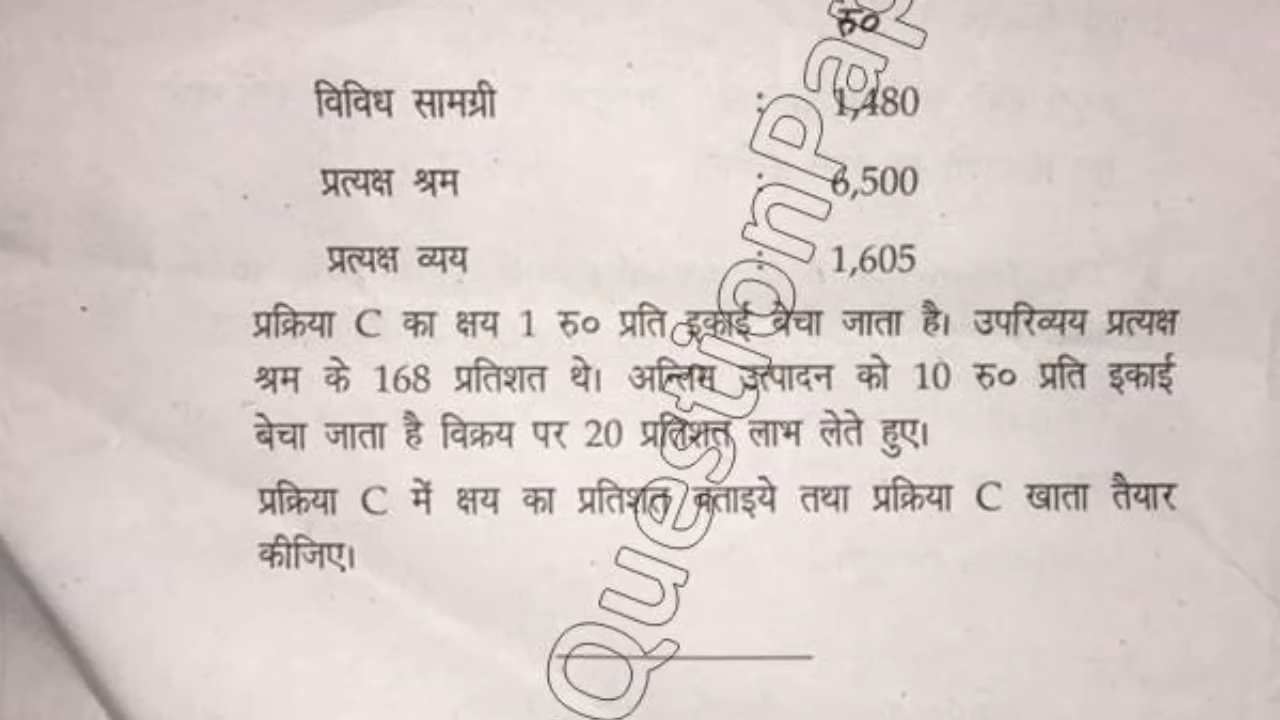 रु०
विविध सामग्री : 1,480
प्रत्यक्ष श्रम : 6,500
प्रत्यक्ष व्यय : 1,605
प्रक्रिया C का क्षय 1 रु० प्रति इकाई बेचा जाता है। उपरिव्यय प्रत्यक्ष
श्रम के 168 प्रतिशत थे। अन्तिम उत्पादन को 10 रु० प्रति इकाई
बेचा जाता है विक्रय पर 20 प्रतिशत लाभ लेते हुए।
प्रक्रिया C में क्षय का प्रतिशत बताइये तथा प्रक्रिया C खाता तैयार
कीजिए।
QuestionPap